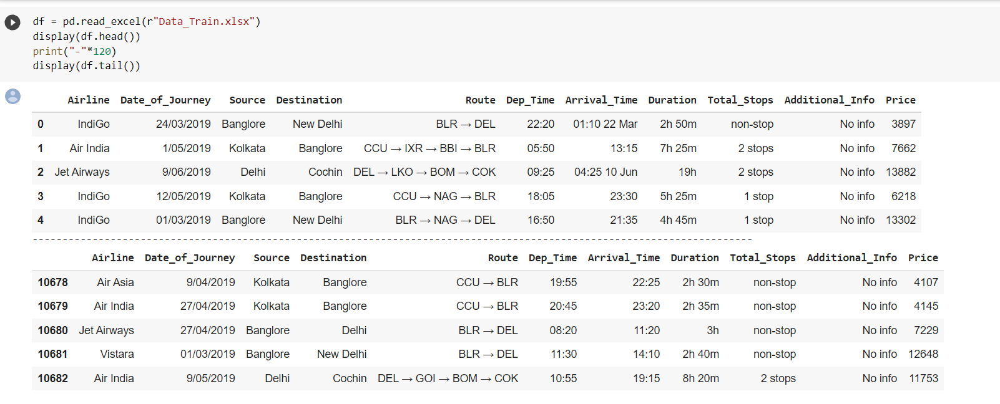 df = pd.read_excel(r"Data_Train.xlsx")
display(df.head())
print("-"*120)
display(df.tail())
Airline Date_of_Journey Source Destination Route Dep_Time Arrival_Time Duration Total_Stops Additional_Info Price
0 IndiGo 24/03/2019 Banglore New Delhi BLR → DEL 22:20 01:10 22 Mar 2h 50m non-stop No info 3897
1 Air India 1/05/2019 Kolkata Banglore CCU → IXR → BBI → BLR 05:50 13:15 7h 25m 2 stops No info 7662
2 Jet Airways 9/06/2019 Delhi Cochin DEL → LKO → BOM → COK 09:25 04:25 10 Jun 19h 2 stops No info 13882
3 IndiGo 12/05/2019 Kolkata Banglore CCU → NAG → BLR 18:05 23:30 5h 25m 1 stop No info 6218
4 IndiGo 01/03/2019 Banglore New Delhi BLR → NAG → DEL 16:50 21:35 4h 45m 1 stop No info 13302
------------------------------------------------------------------------------------------------------------------------
Airline Date_of_Journey Source Destination Route Dep_Time Arrival_Time Duration Total_Stops Additional_Info Price
10678 Air Asia 9/04/2019 Kolkata Banglore CCU → BLR 19:55 22:25 2h 30m non-stop No info 4107
10679 Air India 27/04/2019 Kolkata Banglore CCU → BLR 20:45 23:20 2h 35m non-stop No info 4145
10680 Jet Airways 27/04/2019 Banglore Delhi BLR → DEL 08:20 11:20 3h non-stop No info 7229
10681 Vistara 01/03/2019 Banglore New Delhi BLR → DEL 11:30 14:10 2h 40m non-stop No info 12648
10682 Air India 9/05/2019 Delhi Cochin DEL → GOI → BOM → COK 10:55 19:15 8h 20m 2 stops No info 11753